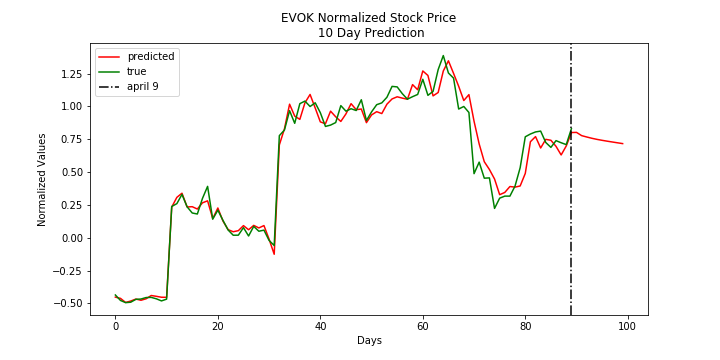 EVOK Normalized Stock Price
10 Day Prediction
predicted
true
april 9
Normalized Values
1.25
1.00
0.75
0.50
0.25
0.00
−0.25
−0.50
0 20 40 60 80 100
Days